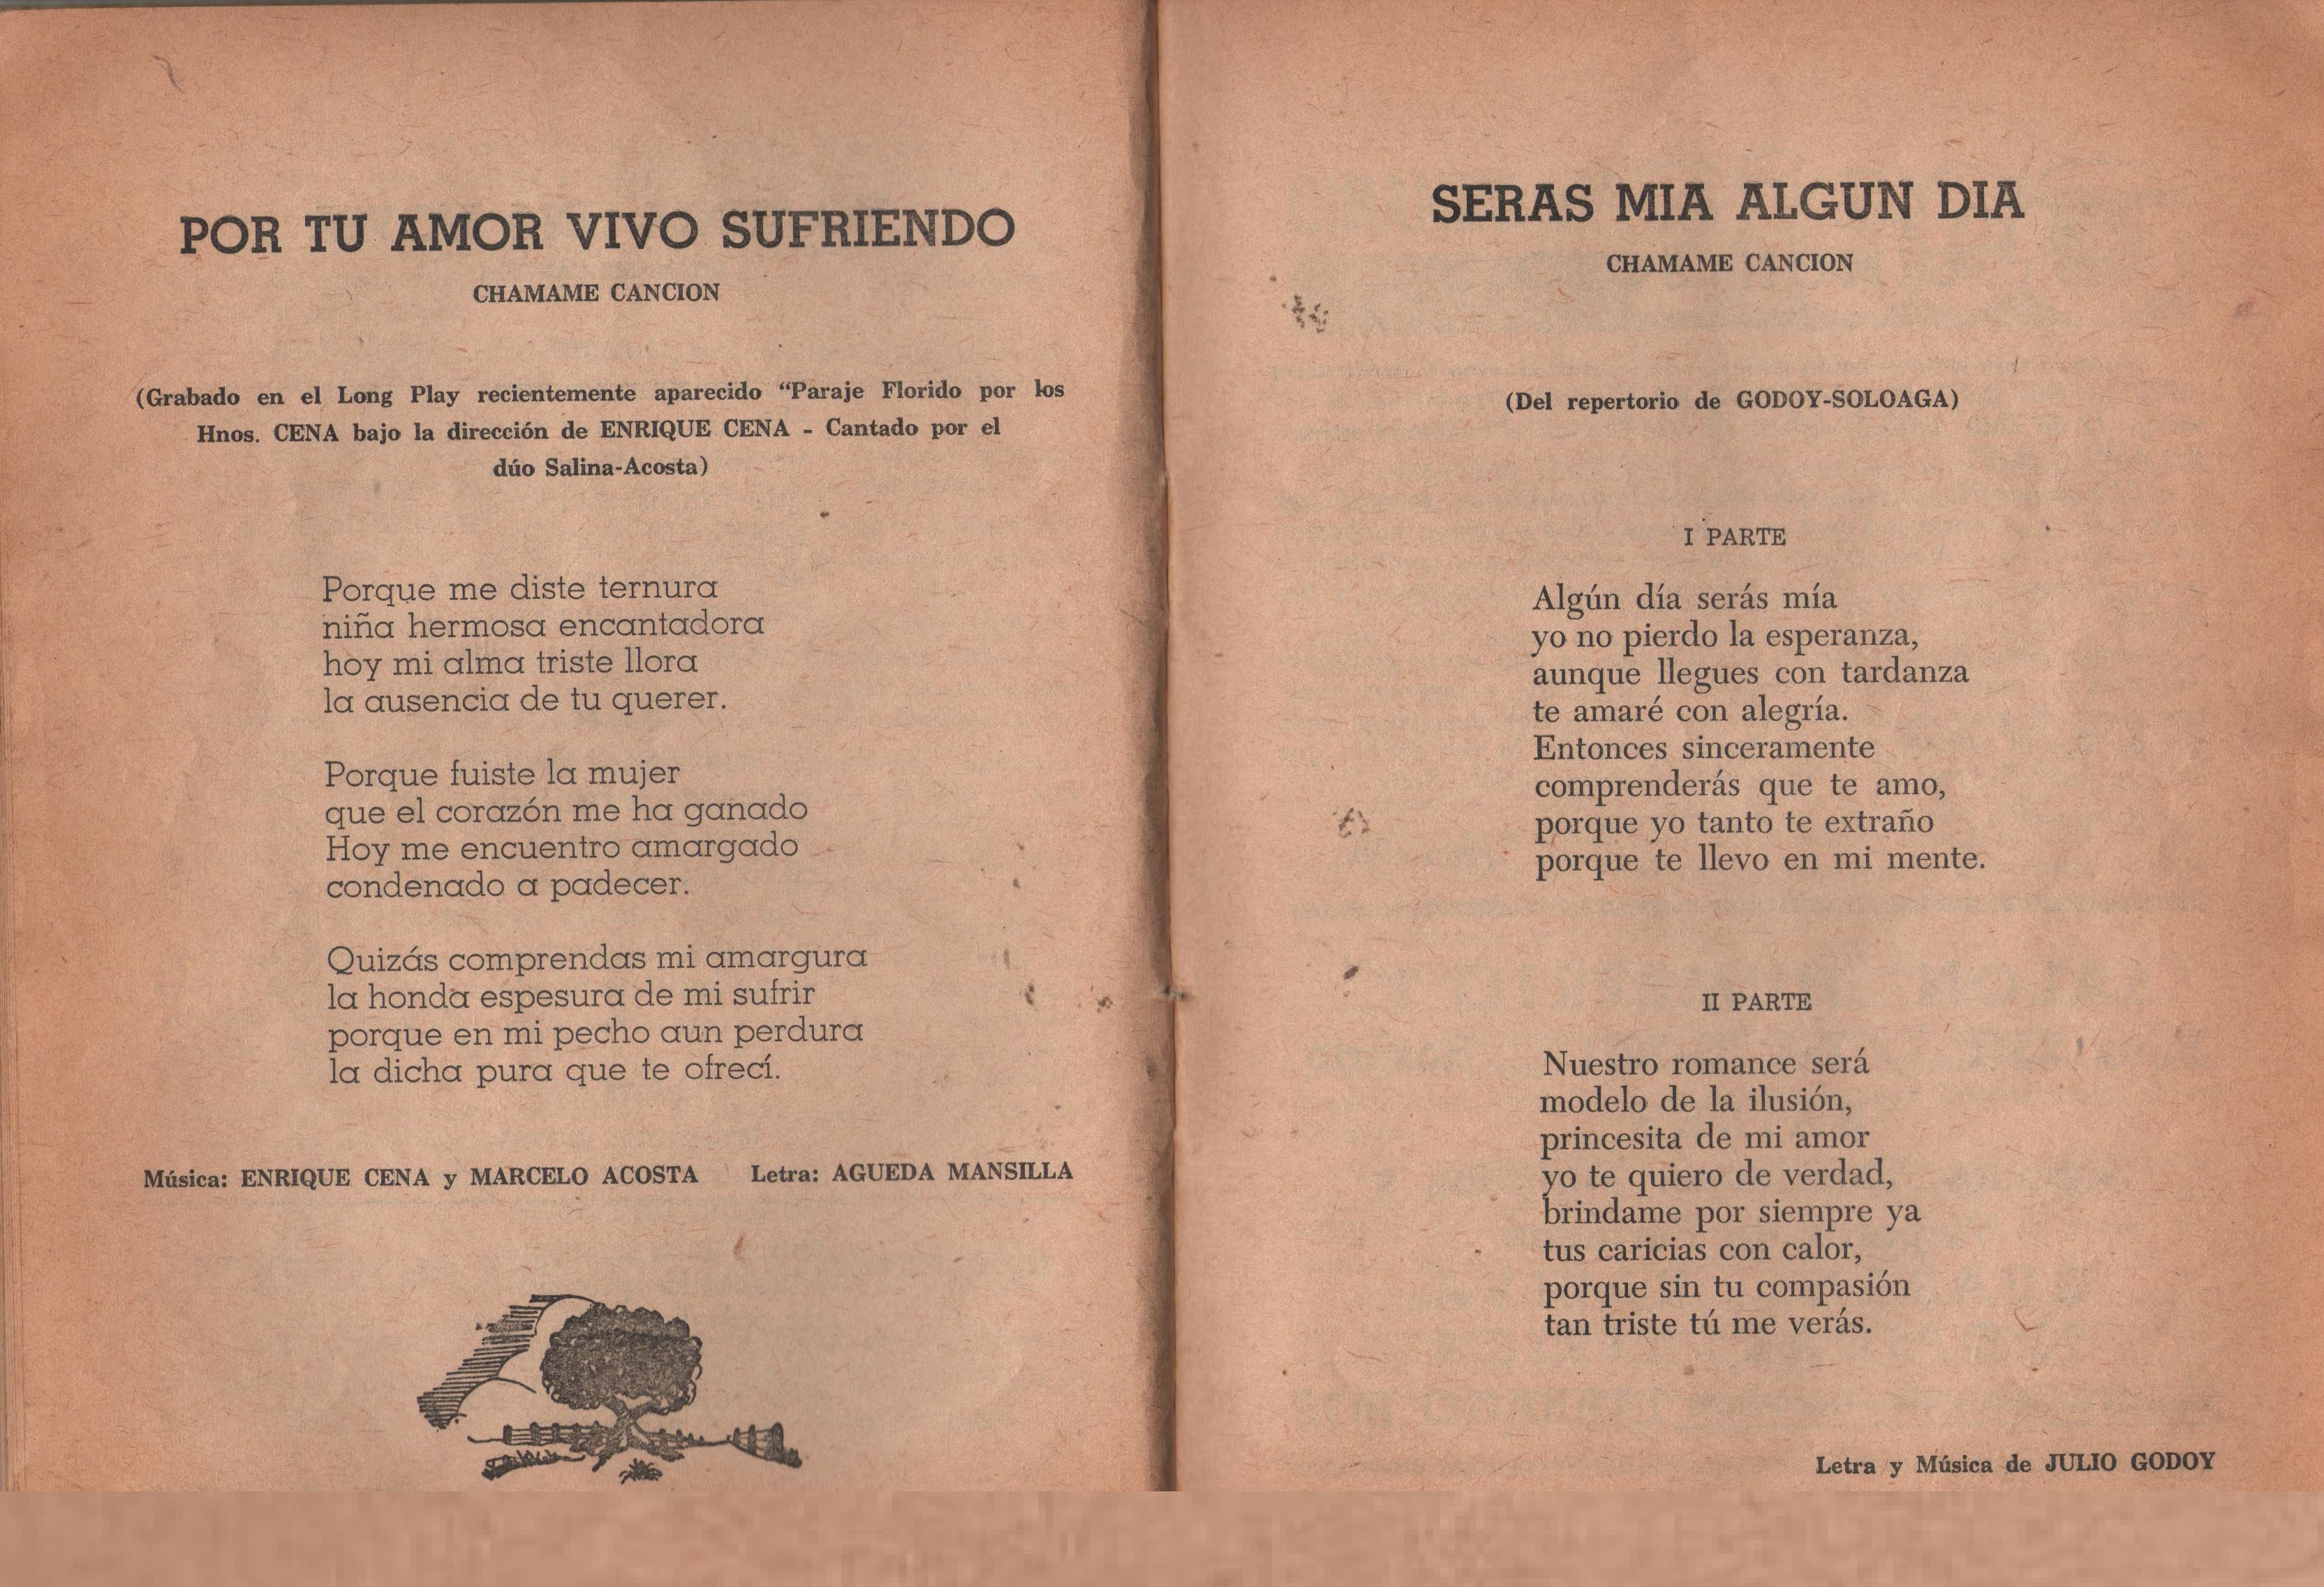 POR TU AMOR VIVO SUFRIENDO
CHAMAME CANCION
(Grabado en el Long Play recientemente aparecido “Paraje Florido por los
Hnos. CENA bajo la dirección de ENRIQUE CENA - Cantado por el
dúo Salina-Acosta)
Porque me diste ternura
niña hermosa encantadora
hoy mi alma triste llora
la ausencia de tu querer.
Porque fuiste la mujer
que el corazón me ha ganado
Hoy me encuentro amargado
condenado a padecer.
Quizás comprendas mi amargura
la honda espesura de mi sufrir
porque en mi pecho aun perdura
la dicha pura que te ofrecí.
Música: ENRIQUE CENA y MARCELO ACOSTA Letra: AGUEDA MANSILLA
SERAS MIA ALGUN DIA
CHAMAME CANCION
(Del repertorio de GODOY-SOLOAGA)
I PARTE
Algún día serás mía
yo no pierdo la esperanza,
aunque llegues con tardanza
te amaré con alegría.
Entonces sinceramente
comprenderás que te amo,
porque yo tanto te extraño
porque te llevo en mi mente.
II PARTE
Nuestro romance será
modelo de la ilusión,
princesita de mi amor
yo te quiero de verdad,
brindame por siempre ya
tus caricias con calor,
porque sin tu compasión
tan triste tú me verás.
Letra y Música de JULIO GODOY